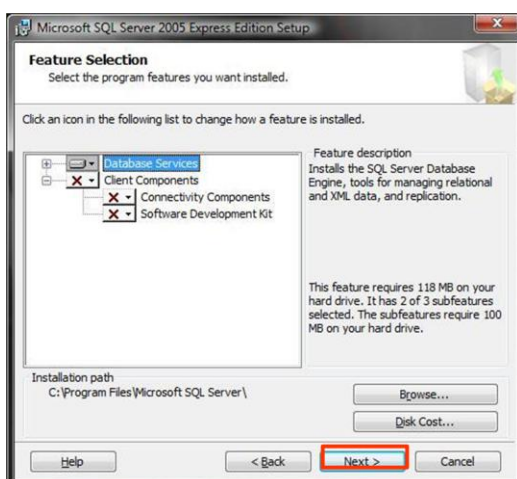 Microsoft SQL Server 2005 Express Edition Setup
Feature Selection
Select the program features you want installed.
Click an icon in the following list to change how a feature is installed.
Database Services
Client Components
Connectivity Components
Software Development Kit
Feature description
Installs the SQL Server Database
Engine, tools for managing relational
and XML data, and replication.
This feature requires 118 MB on your
hard drive. It has 2 of 3 subfeatures
selected. The subfeatures require 100
MB on your hard drive.
Installation path
C:\Program Files\Microsoft SQL Server\
Browse...
Disk Cost...
Help
< Back
Next >
Cancel